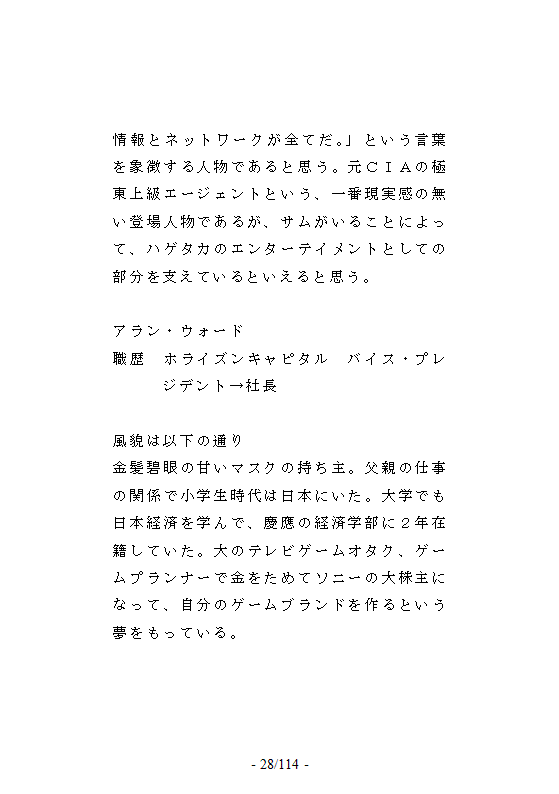 情報とネットワークが全てだ。」という言葉
を象徴する人物であると思う。元ＣＩＡの極
東上級エージェントという、一番現実感の無
い登場人物であるが、サムがいることによっ
て、ハゲタカのエンターテイメントとしての
部分を支えているといえると思う。
アラン・ウォード
職歴　ホライズンキャピタル　バイス・プレ
ジデント→社長
風貌は以下の通り
金髪碧眼の甘いマスクの持ち主。父親の仕事
の関係で小学生時代は日本にいた。大学でも
日本経済を学んで、慶應の経済学部に２年在
籍していた。大のテレビゲームオタク、ゲー
ムプランナーで金をためてソニーの大株主に
なって、自分のゲームブランドを作るという
夢をもっている。
- 28/114 -